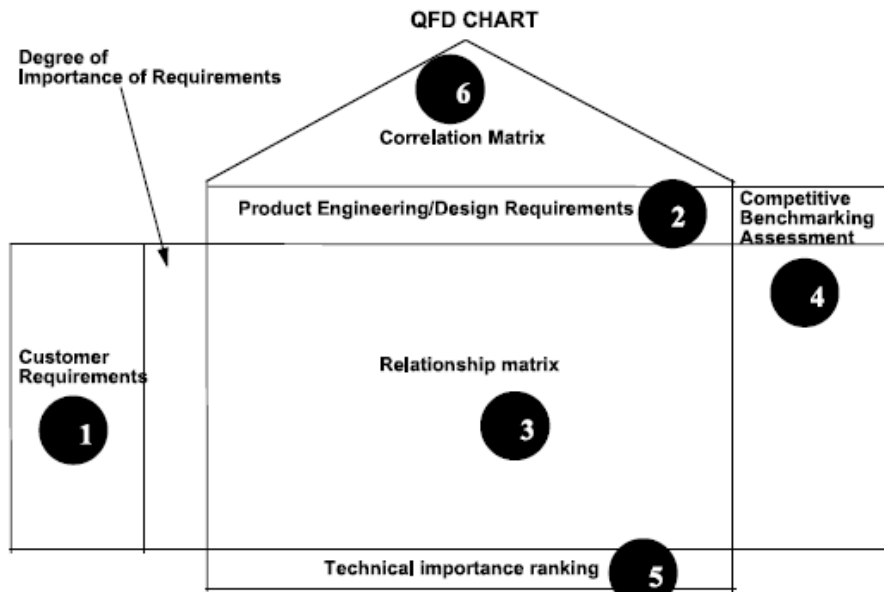 QFD CHART
Degree of
Importance of Requirements
6
Correlation Matrix
Product Engineering/Design Requirements
2
Competitive
Benchmarking
Assessment
4
Customer
Requirements
1
Relationship matrix
3
Technical importance ranking
5